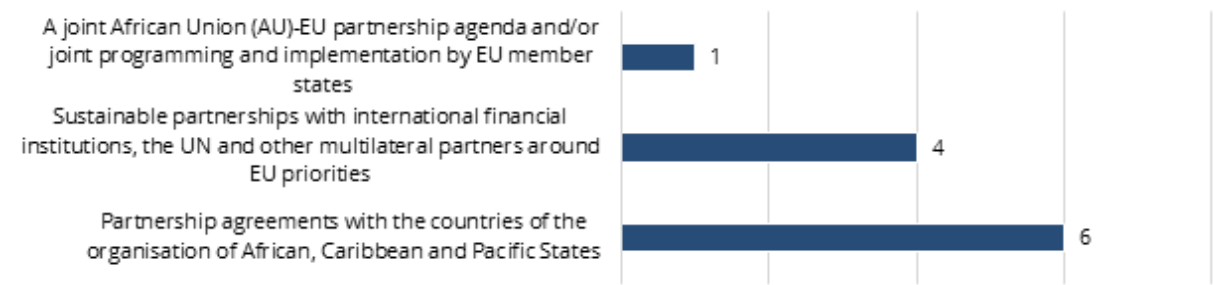 A joint African Union (AU)-EU partnership agenda and/or
joint programming and implementation by EU member
states
1
Sustainable partnerships with international financial
institutions, the UN and other multilateral partners around
EU priorities
4
Partnership agreements with the countries of the
organisation of African, Caribbean and Pacific States
6